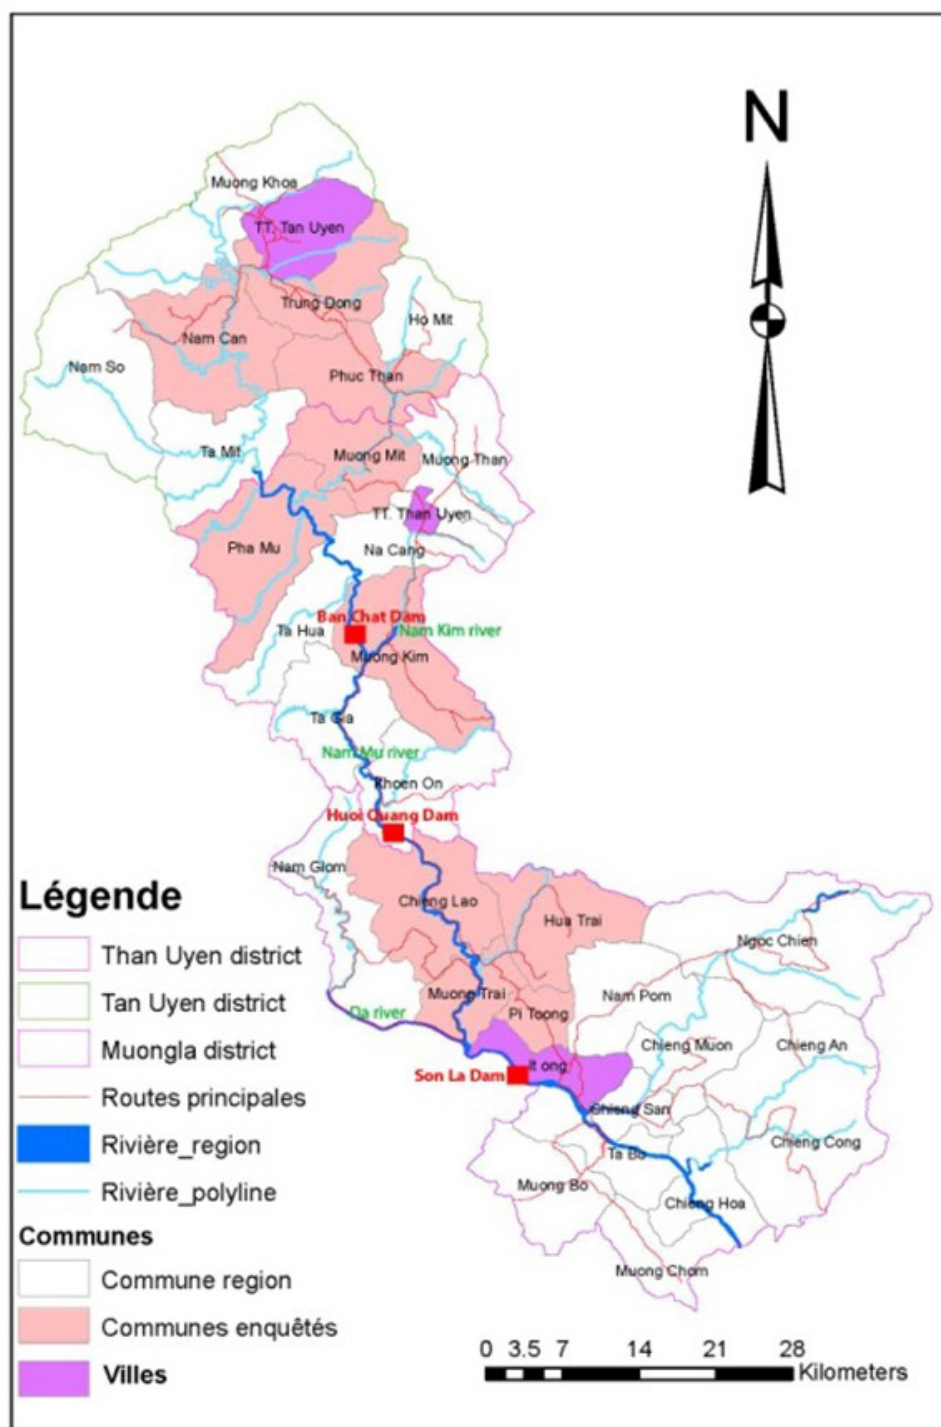 N
Muong Khoa
TT. Tan Uyen
Trung Dong
Ho Mit
Nam Can
Nam So
Phuc Than
Ta Mit
Muong Mit
Muong Than
TT. Than Uyen
Pha Mu
Na Cang
Ban Chat Dam
Ta Hua
Nam Kim river
Muong Kim
Ta Gia
Nam Mu river
Khoen On
Huoi Quang Dam
Nam Giom
Chieng Lao
Hua Trai
Ngoc Chien
Muong Trai
Nam Pom
Da river
Pi Toong
Chieng Muon
Chieng An
It ong
Son La Dam
Chieng San
Chieng Cong
Ta Bu
Muong Bo
Chieng Hoa
Muong Chom
Légende
Than Uyen district
Tan Uyen district
Muongla district
Routes principales
Rivière_region
Rivière_polyline
Communes
Commune region
Communes enquêtés
Villes
0 3.5 7 14 21 28
Kilometers